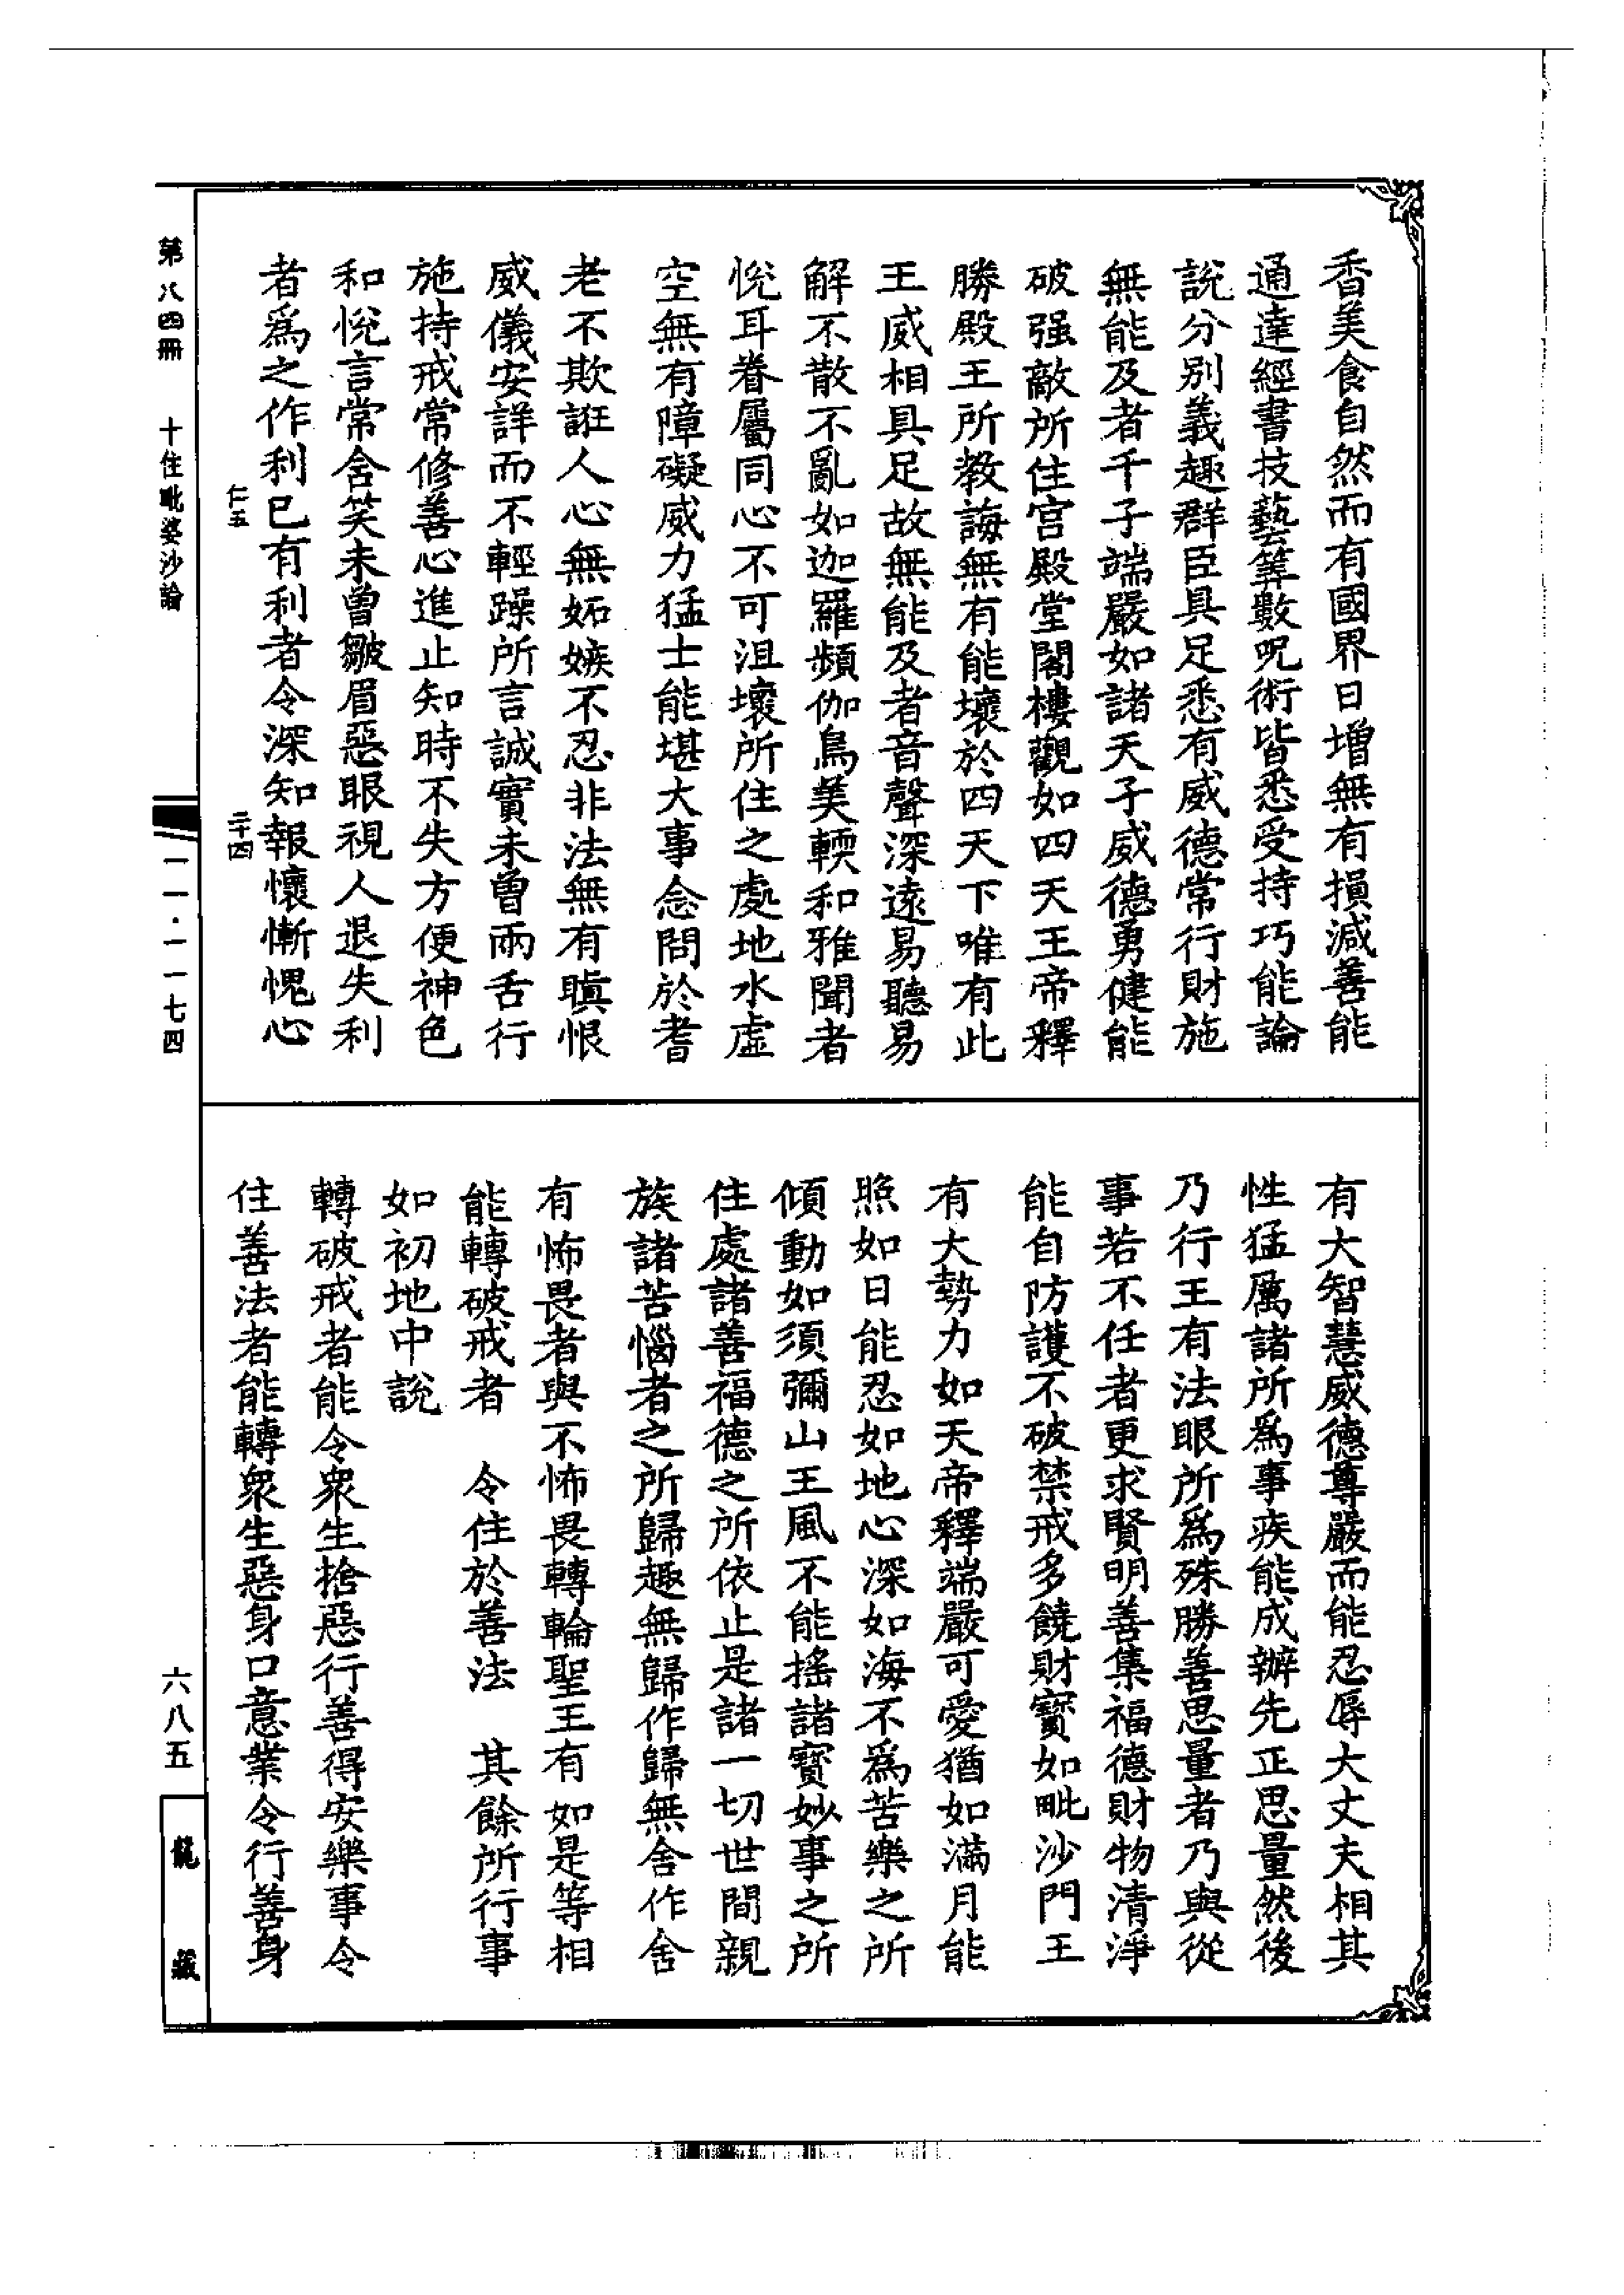 香美食自然而有國界日增無有損減善能
通達經書技藝筭數呪術皆悉受持巧能論
說分別義趣群臣具足悉有威德常行財施
無能及者千子端嚴如諸天子威德勇健能
破强敵所住宮殿堂閣樓觀如四天王帝釋
勝殿王所教誨無有能壞於四天下唯有此
王威相具足故無能及者音聲深遠易聽易
解不散不亂如迦羅頻伽鳥美輭和雅聞者
悅耳眷屬同心不可沮壞所住之處地水虛
空無有障礙威力猛士能堪大事念問於耆
老不欺誑人心無妬嫉不忍非法無有瞋恨
威儀安詳而不輕躁所言誠實未曾兩舌行
施持戒常修善心進止知時不失方便神色
和悅言常含笑未曾皺眉惡眼視人退失利
者爲之作利已有利者令深知報懷慚愧心
仁五
二十四
有大智慧威德尊嚴而能忍辱大丈夫相其
性猛厲諸所爲事疾能成辦先正思量然後
乃行王有法眼所爲殊勝善思量者乃與從
事若不任者更求賢明善集福德財物清淨
能自防護不破禁戒多饒財寶如毗沙門王
有大勢力如天帝釋端嚴可愛猶如滿月能
照如日能忍如地心深如海不爲苦樂之所
傾動如須彌山王風不能搖諸寶妙事之所
住處諸善福德之所依止是諸一切世間親
族諸苦惱者之所歸趣無歸作歸無舍作舍
有怖畏者與不怖畏轉輪聖王有如是等相
能轉破戒者　令住於善法　其餘所行事
如初地中說
轉破戒者能令衆生捨惡行善得安樂事令
住善法者能轉衆生惡身口意業令行善身
第八四冊　十住毗婆沙論
一一·一一七四
六八五
龍藏